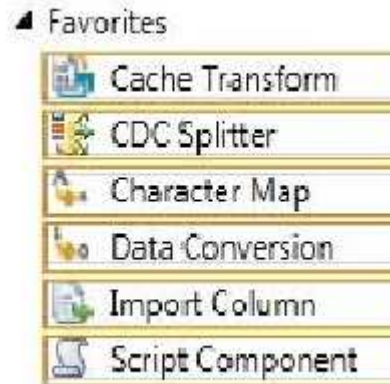 Favorites
Cache Transform
CDC Splitter
Character Map
Data Conversion
Import Column
Script Component